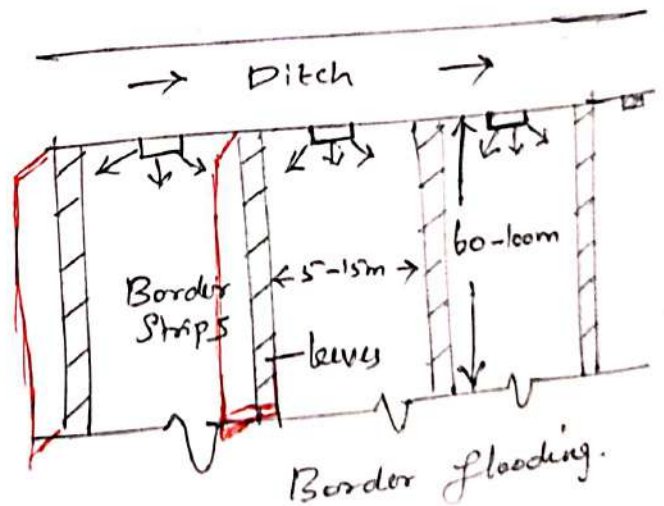 Ditch
60-100m
5-15m
Border
Strips
levees
Border flooding.